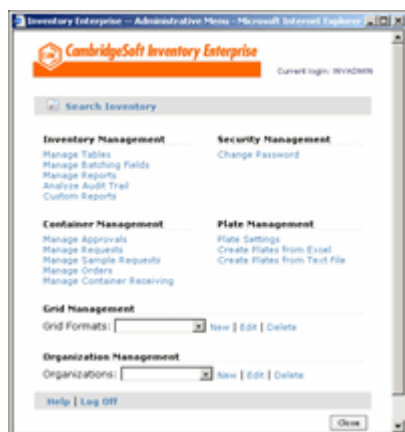 Inventory Enterprise -- Administrative Menu - Microsoft Internet Explorer
CambridgeSoft Inventory Enterprise
Current login: INVADMIN
Search Inventory
Inventory Management
Manage Tables
Manage Batching Fields
Manage Reports
Analyze Audit Trail
Custom Reports
Security Management
Change Password
Container Management
Manage Approvals
Manage Requests
Manage Sample Requests
Manage Orders
Manage Container Receiving
Plate Management
Plate Settings
Create Plates from Excel
Create Plates from Text File
Grid Management
Grid Formats: New | Edit | Delete
Organization Management
Organizations: New | Edit | Delete
Help | Log Off
Close